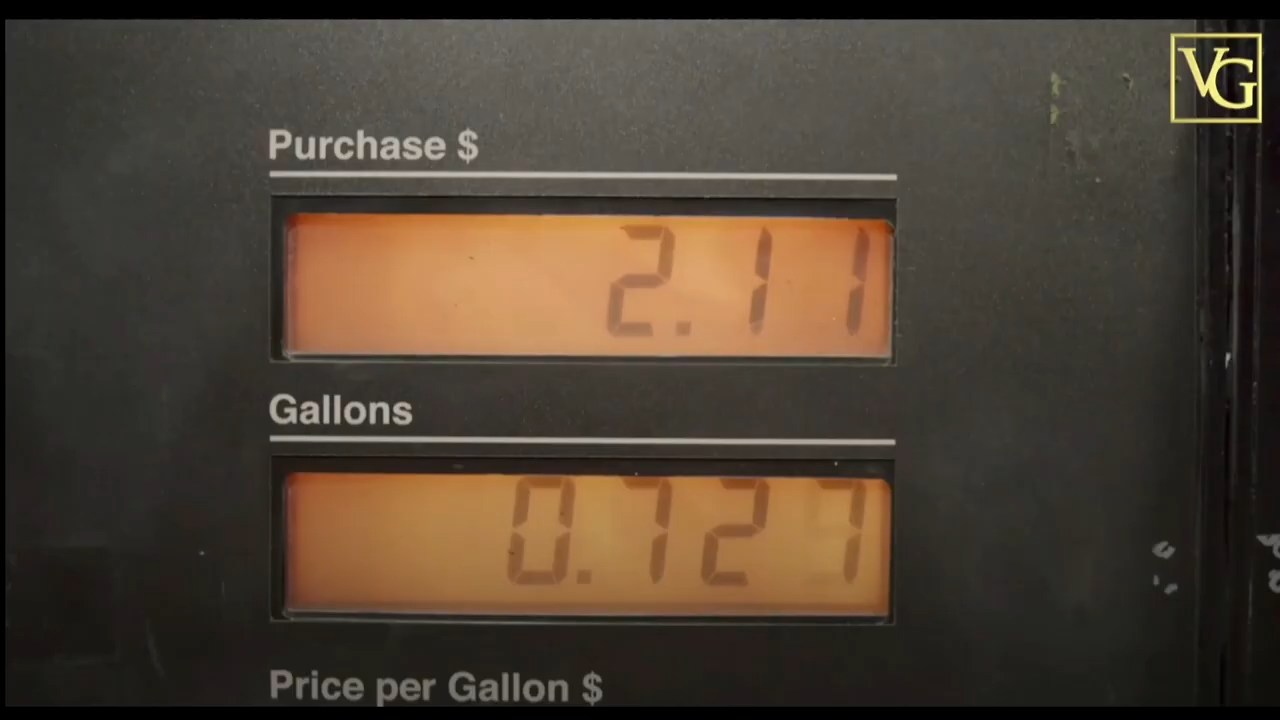 VG
Purchase $
2.11
Gallons
0.727
Price per Gallon $